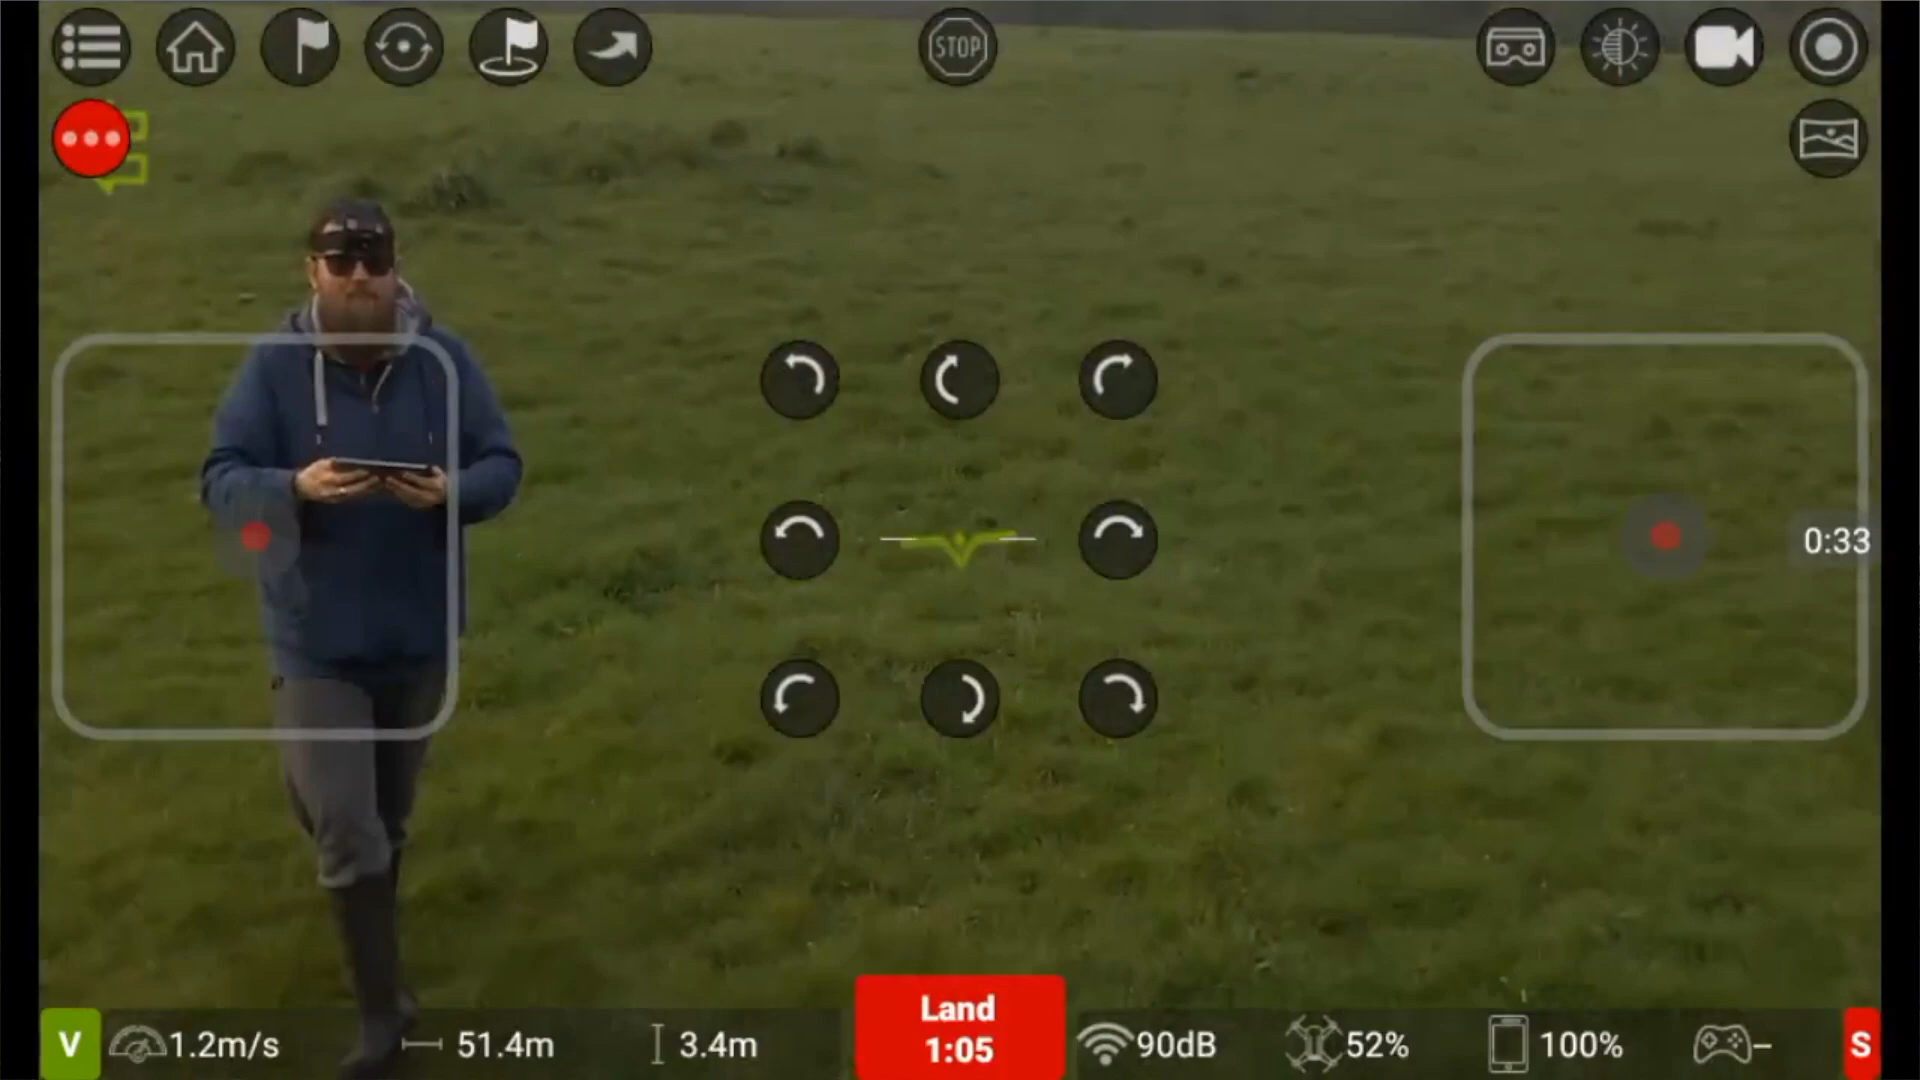 STOP
0:33
Land
1:05
V
1.2m/s
51.4m
3.4m
90dB
52%
100%
–
S